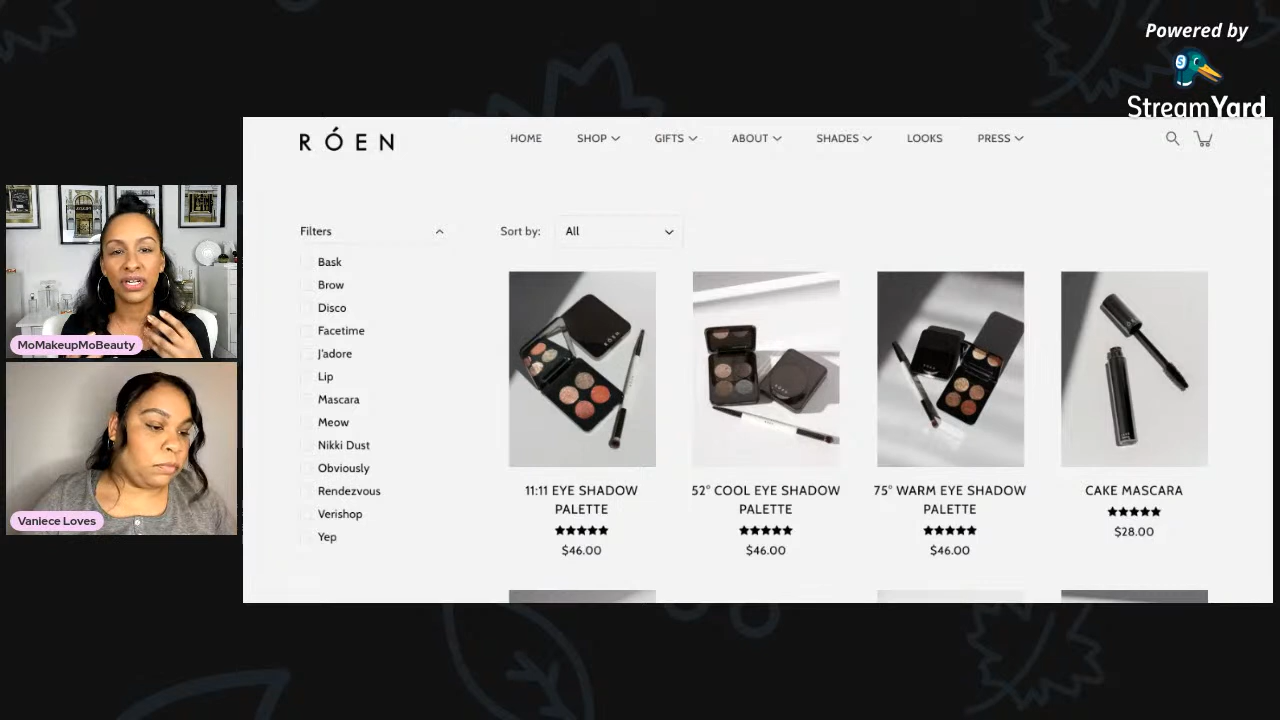 Powered by
StreamYard
RÓEN
HOME
SHOP
GIFTS
ABOUT
SHADES
LOOKS
PRESS
Filters
Bask
Brow
Disco
Facetime
J'adore
Lip
Mascara
Meow
Nikki Dust
Obviously
Rendezvous
Verishop
Yep
Sort by:
All
11:11 EYE SHADOW
PALETTE
$46.00
52° COOL EYE SHADOW
PALETTE
$46.00
75° WARM EYE SHADOW
PALETTE
$46.00
CAKE MASCARA
$28.00
MoMakeupMoBeauty
Vaniece Loves